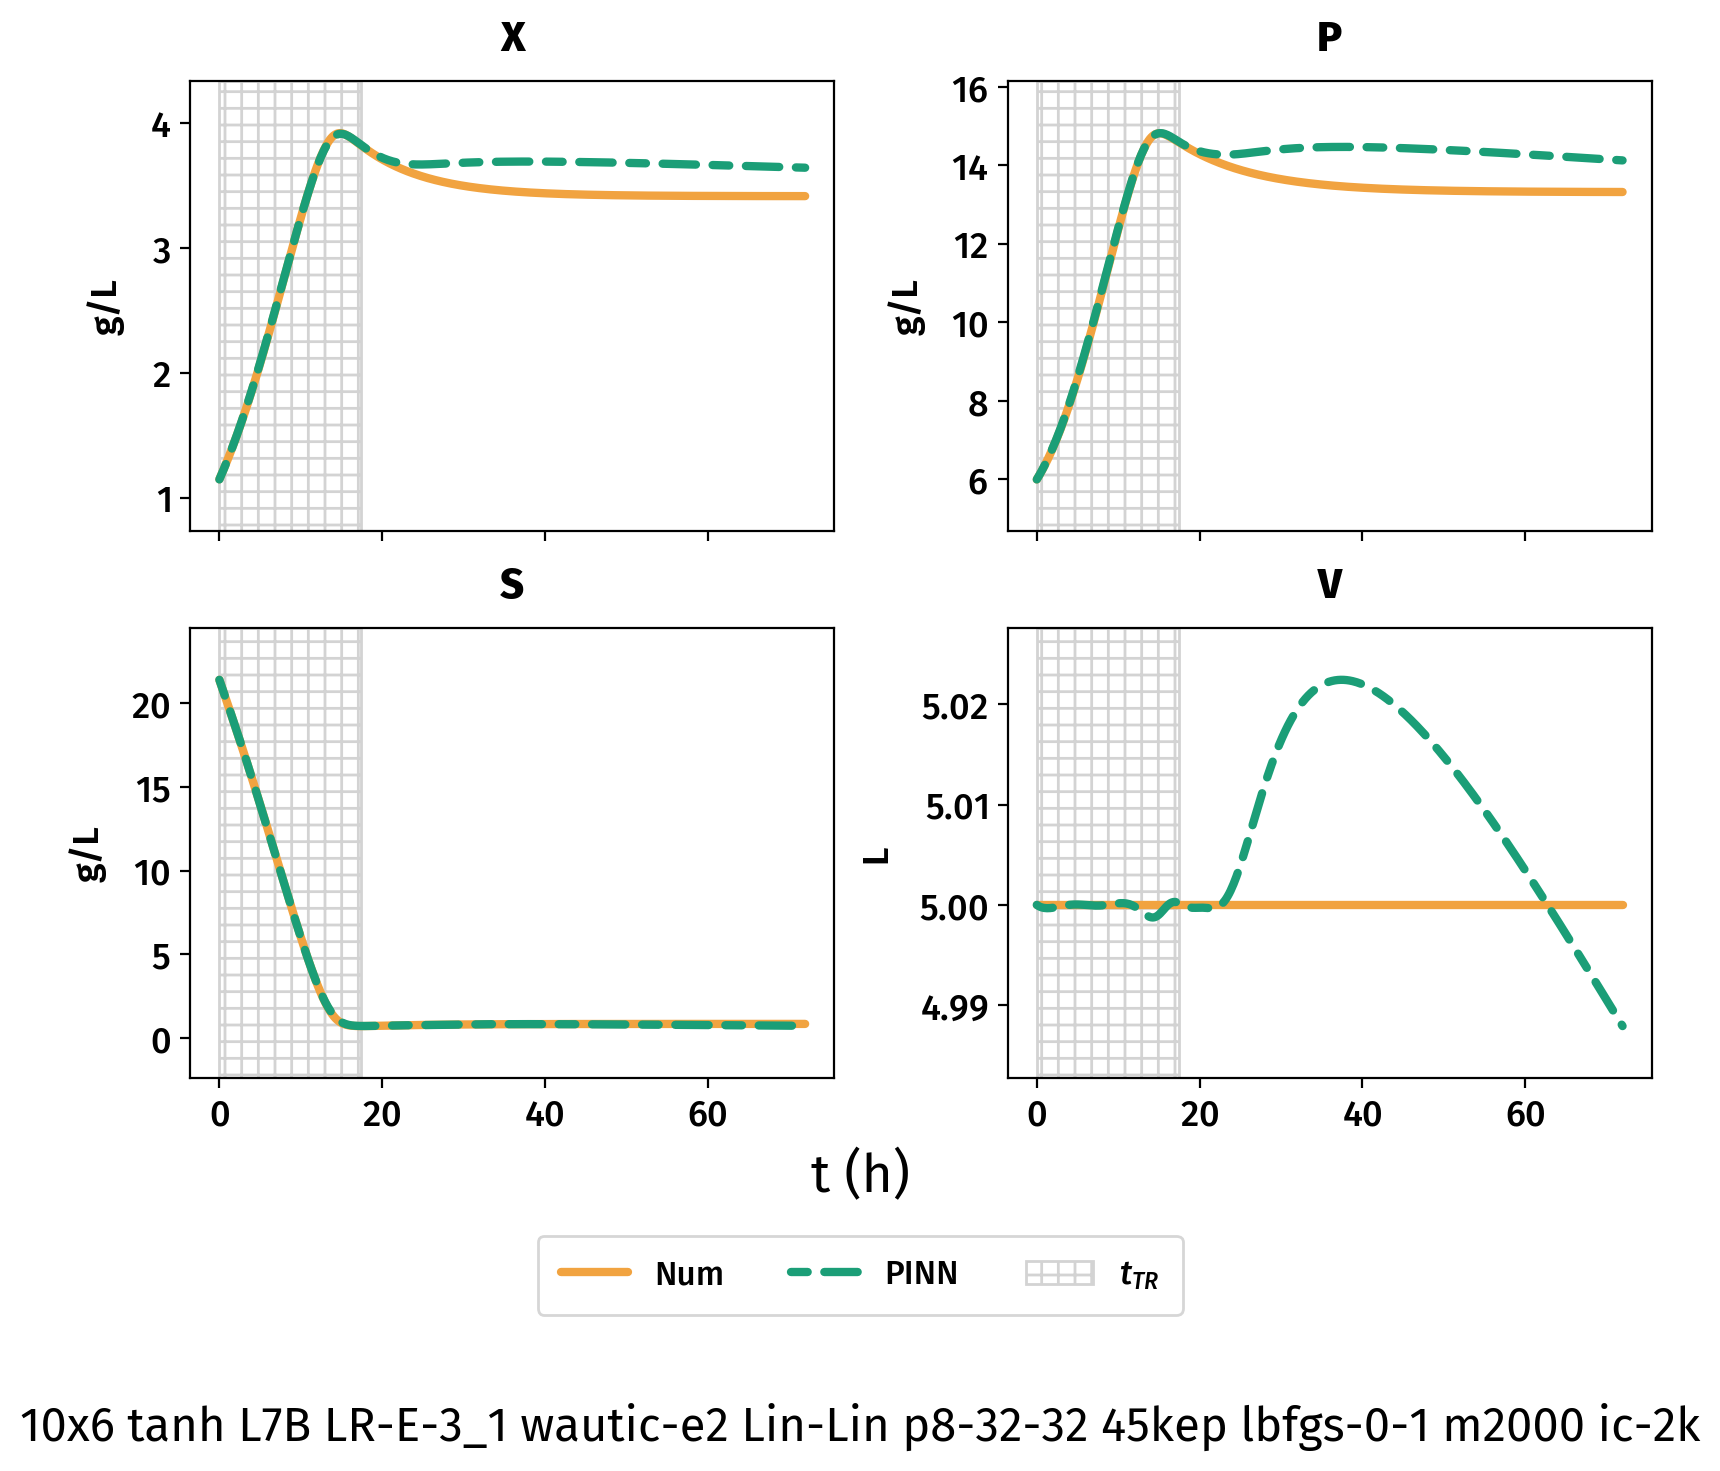 X
P
4
3
2
1
g/L
16
14
12
10
8
6
g/L
S
V
20
15
10
5
0
g/L
5.02
5.01
5.00
4.99
L
0 20 40 60
0 20 40 60
t (h)
Num PINN tTR
10x6 tanh L7B LR-E-3_1 wautic-e2 Lin-Lin p8-32-32 45kep lbfgs-0-1 m2000 ic-2k